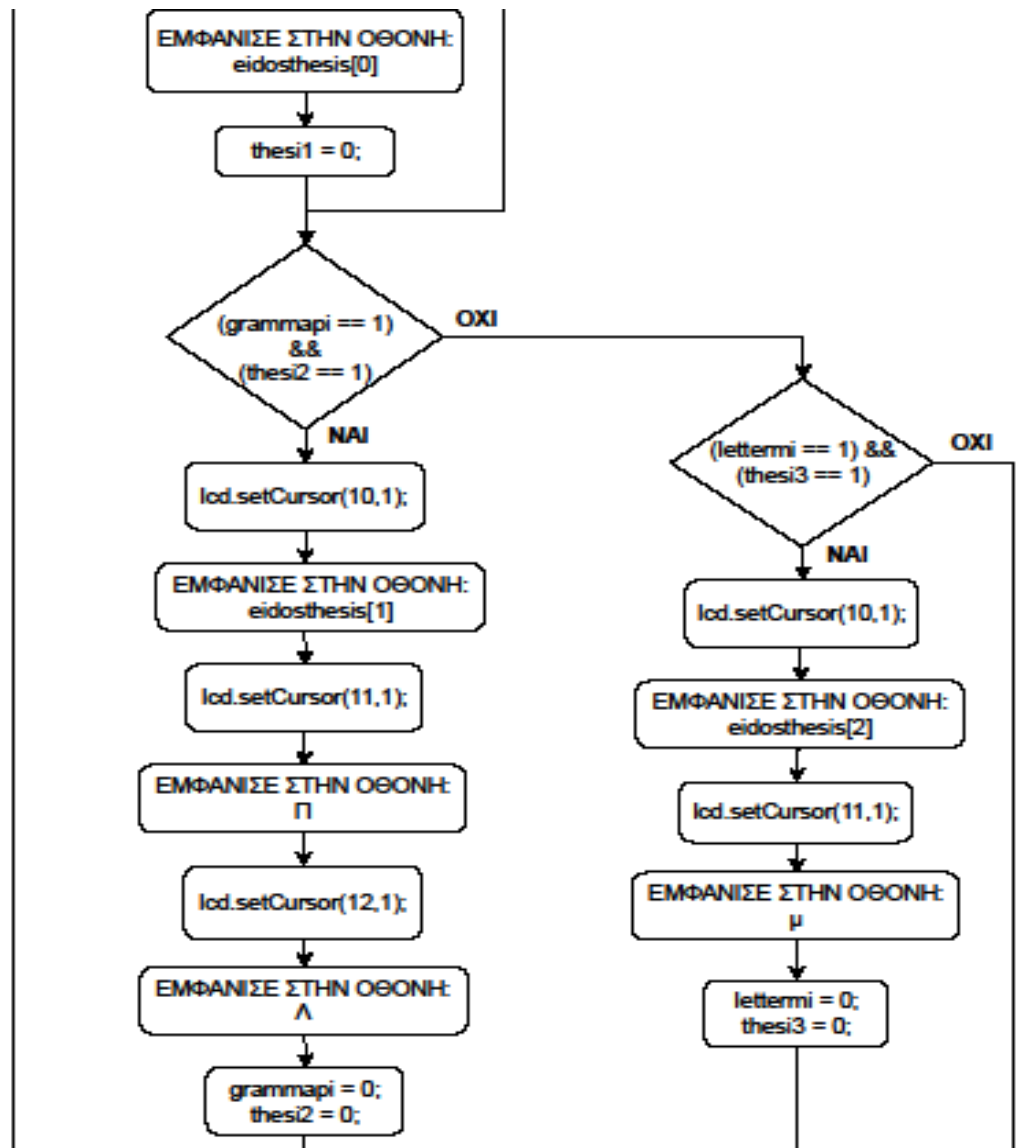 ΕΜΦΑΝΙΣΕ ΣΤΗΝ ΟΘΟΝΗ:
eidosthesis[0]
thesi1 = 0;
(grammapi == 1)
&&
(thesi2 == 1)
ΟΧΙ
ΝΑΙ
lcd.setCursor(10,1);
ΕΜΦΑΝΙΣΕ ΣΤΗΝ ΟΘΟΝΗ:
eidosthesis[1]
lcd.setCursor(11,1);
ΕΜΦΑΝΙΣΕ ΣΤΗΝ ΟΘΟΝΗ:
Π
lcd.setCursor(12,1);
ΕΜΦΑΝΙΣΕ ΣΤΗΝ ΟΘΟΝΗ:
Λ
grammapi = 0;
thesi2 = 0;
(lettermi == 1) &&
(thesi3 == 1)
ΟΧΙ
ΝΑΙ
lcd.setCursor(10,1);
ΕΜΦΑΝΙΣΕ ΣΤΗΝ ΟΘΟΝΗ:
eidosthesis[2]
lcd.setCursor(11,1);
ΕΜΦΑΝΙΣΕ ΣΤΗΝ ΟΘΟΝΗ:
μ
lettermi = 0;
thesi3 = 0;